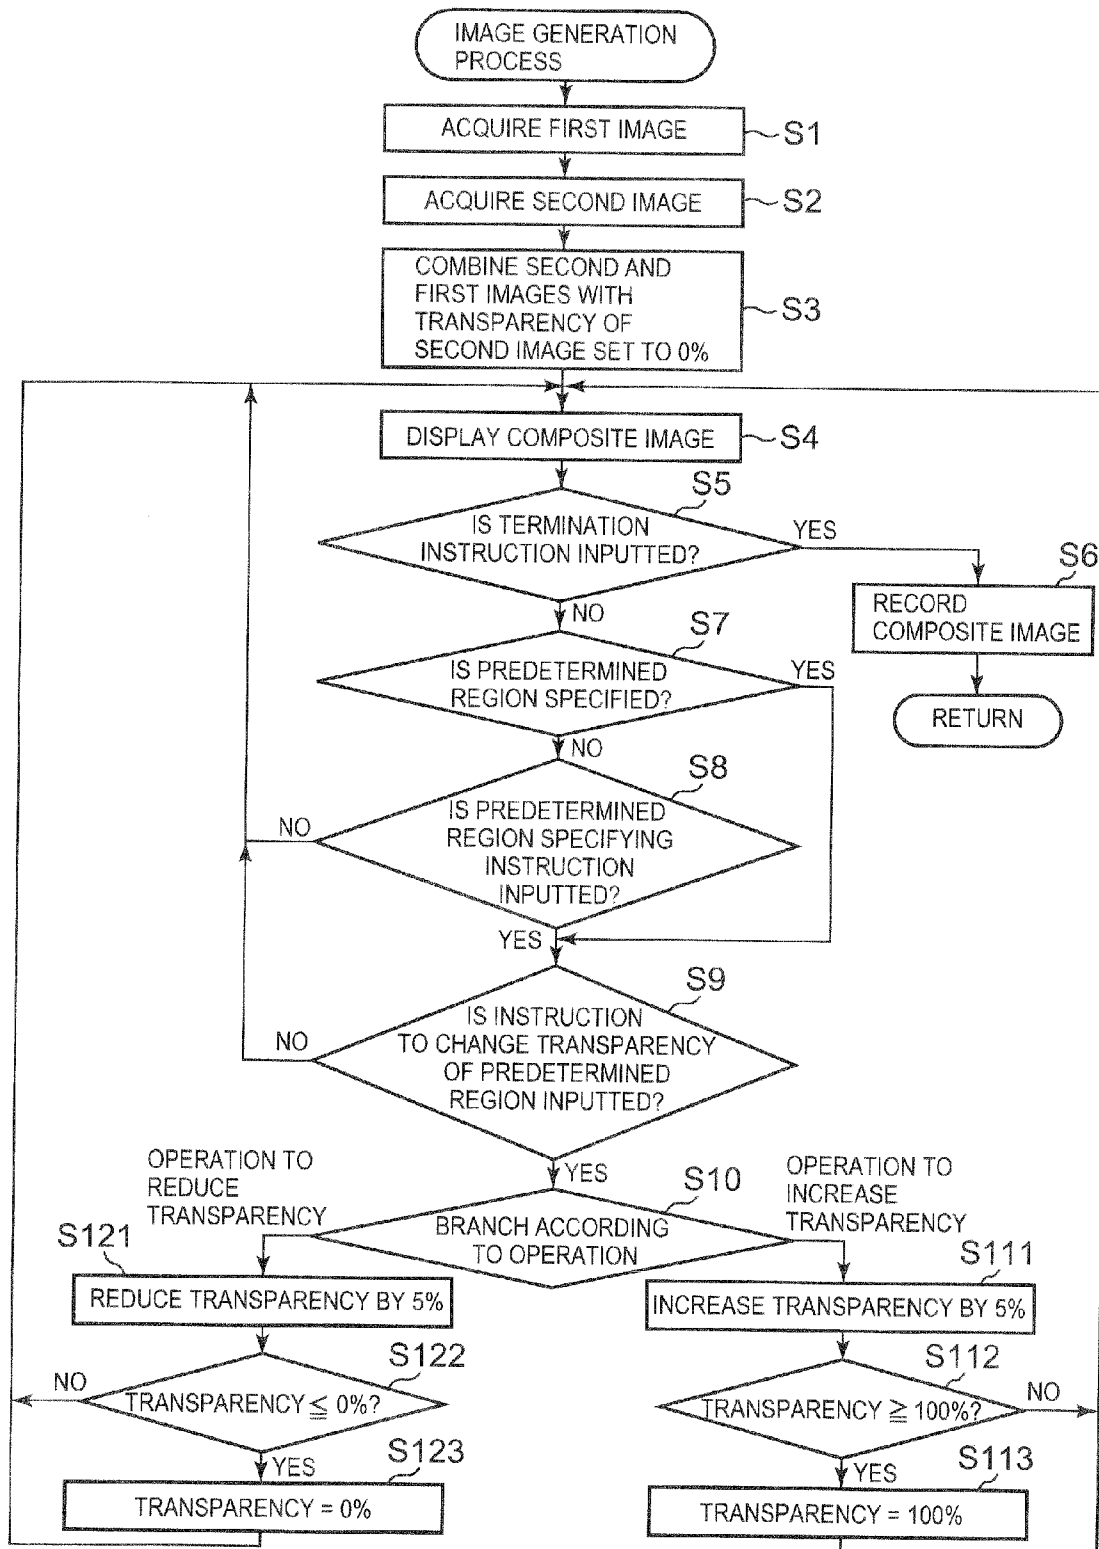 IMAGE GENERATION
PROCESS
ACQUIRE FIRST IMAGE
S1
ACQUIRE SECOND IMAGE
S2
COMBINE SECOND AND
FIRST IMAGES WITH
TRANSPARENCY OF
SECOND IMAGE SET TO 0%
S3
DISPLAY COMPOSITE IMAGE
S4
S5
IS TERMINATION
INSTRUCTION INPUTTED?
YES
NO
S6
RECORD
COMPOSITE IMAGE
RETURN
S7
IS PREDETERMINED
REGION SPECIFIED?
YES
NO
S8
IS PREDETERMINED
REGION SPECIFYING
INSTRUCTION
INPUTTED?
NO
YES
S9
IS INSTRUCTION
TO CHANGE TRANSPARENCY
OF PREDETERMINED
REGION INPUTTED?
NO
YES
S10
BRANCH ACCORDING
TO OPERATION
OPERATION TO
REDUCE
TRANSPARENCY
OPERATION TO
INCREASE
TRANSPARENCY
S121
REDUCE TRANSPARENCY BY 5%
S111
INCREASE TRANSPARENCY BY 5%
S122
TRANSPARENCY ≦ 0%?
NO
YES
S112
TRANSPARENCY ≧ 100%?
NO
YES
S123
TRANSPARENCY = 0%
S113
TRANSPARENCY = 100%